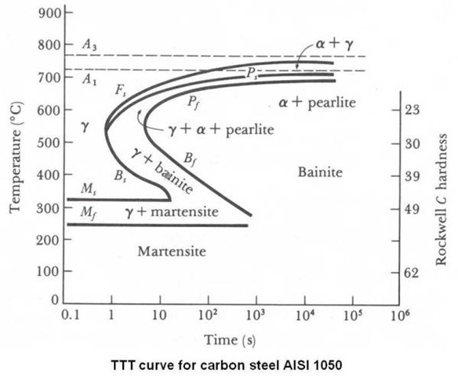 900
800
700
600
500
400
300
200
100
0
Temperature (°C)
A3
A1
Fs
Ps
Pf
α + γ
α + pearlite
γ
γ + α + pearlite
γ + bainite
Bs
Bf
Bainite
Ms
Mf
γ + martensite
Martensite
23
30
39
49
62
Rockwell C hardness
0.1 1 10 10² 10³ 10⁴ 10⁵ 10⁶
Time (s)
TTT curve for carbon steel AISI 1050